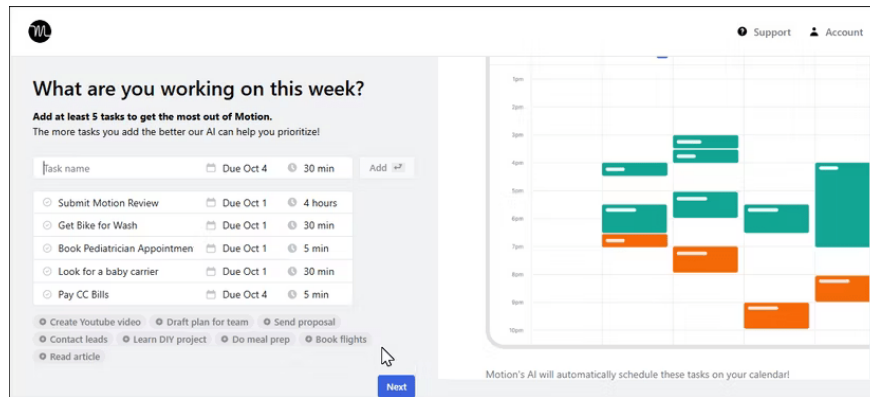 M
Support Account
What are you working on this week?
Add at least 5 tasks to get the most out of Motion.
The more tasks you add the better our AI can help you prioritize!
Task name Due Oct 4 30 min Add
Submit Motion Review Due Oct 1 4 hours
Get Bike for Wash Due Oct 1 30 min
Book Pediatrician Appointmen Due Oct 1 5 min
Look for a baby carrier Due Oct 1 30 min
Pay CC Bills Due Oct 4 5 min
Create Youtube video Draft plan for team Send proposal
Contact leads Learn DIY project Do meal prep Book flights
Read article
Next
1pm
2pm
3pm
4pm
5pm
6pm
7pm
8pm
9pm
10pm
Motion's AI will automatically schedule these tasks on your calendar!